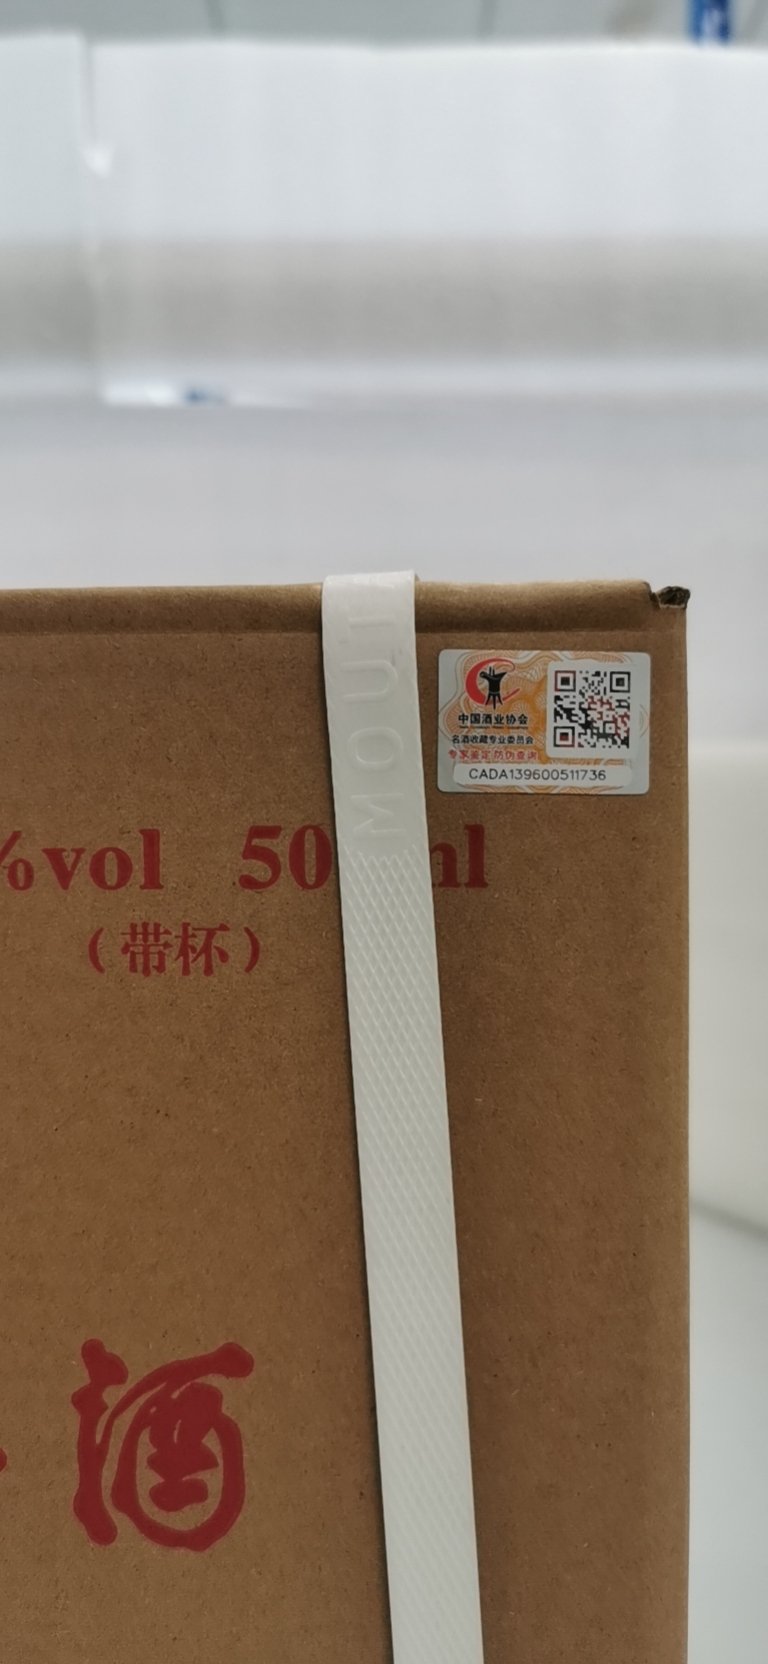 MOUT
中国酒业协会
名酒收藏专业委员会
专家鉴定防伪查询
CADA139600511736
%vol 50 ml
（带杯）
酒